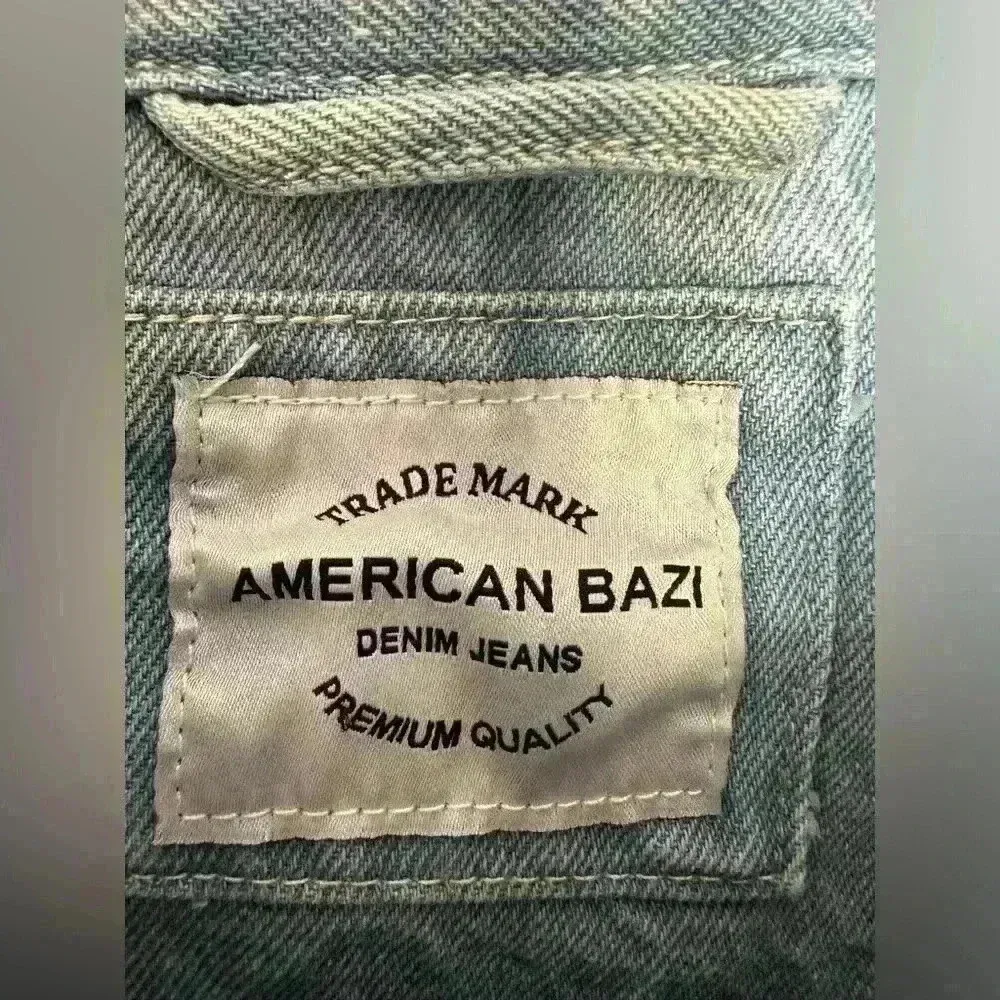 TRADE MARK
AMERICAN BAZI
DENIM JEANS
PREMIUM QUALITY